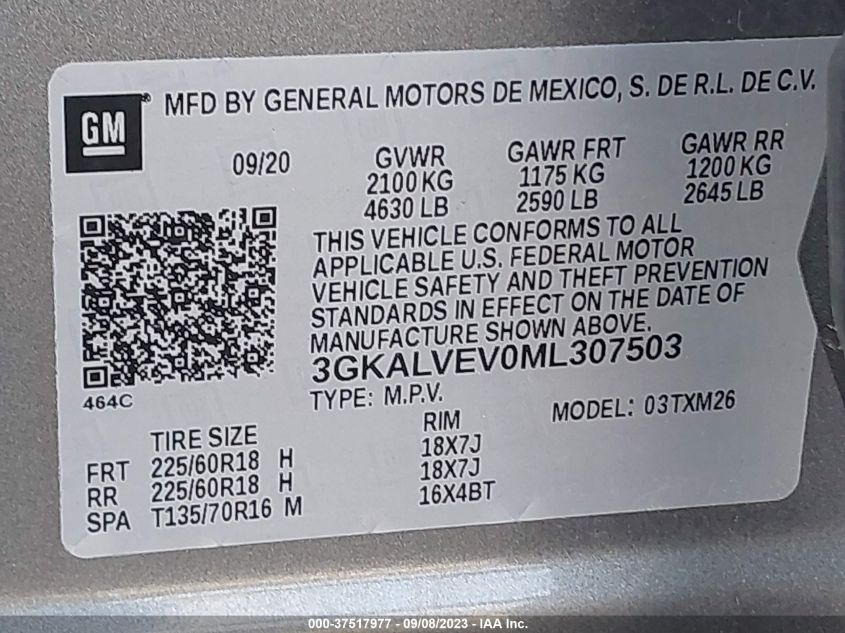 GM® MFD BY GENERAL MOTORS DE MEXICO, S. DE R.L. DE C.V.
09/20 GVWR GAWR FRT GAWR RR
2100 KG 1175 KG 1200 KG
4630 LB 2590 LB 2645 LB
THIS VEHICLE CONFORMS TO ALL
APPLICABLE U.S. FEDERAL MOTOR
VEHICLE SAFETY AND THEFT PREVENTION
STANDARDS IN EFFECT ON THE DATE OF
MANUFACTURE SHOWN ABOVE.
3GKALVEV0ML307503
464C
TYPE: M.P.V. MODEL: 03TXM26
TIRE SIZE RIM
FRT 225/60R18 H 18X7J
RR 225/60R18 H 18X7J
SPA T135/70R16 M 16X4BT
000-37517977 - 09/08/2023 - IAA Inc.